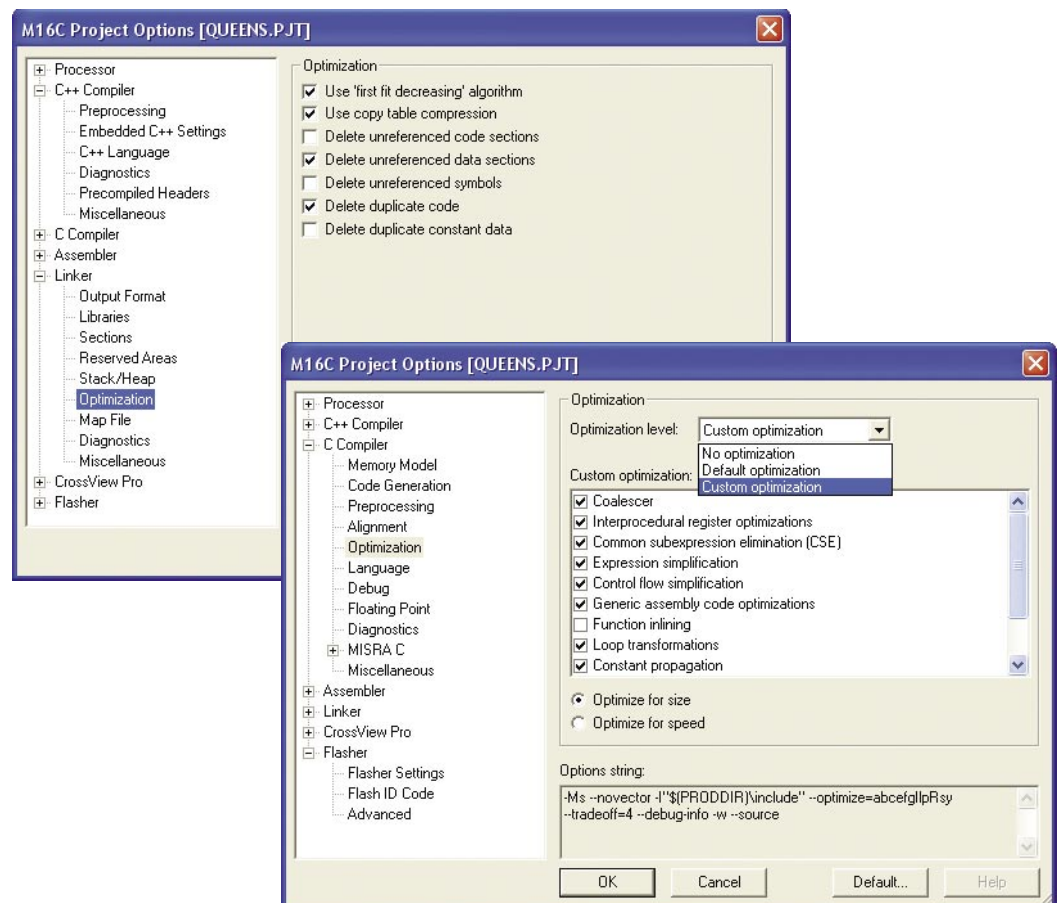 M16C Project Options [QUEENS.PJT]
Processor
C++ Compiler
Preprocessing
Embedded C++ Settings
C++ Language
Diagnostics
Precompiled Headers
Miscellaneous
C Compiler
Assembler
Linker
Output Format
Libraries
Sections
Reserved Areas
Stack/Heap
Optimization
Map File
Diagnostics
Miscellaneous
CrossView Pro
Flasher
Optimization
Use 'first fit decreasing' algorithm
Use copy table compression
Delete unreferenced code sections
Delete unreferenced data sections
Delete unreferenced symbols
Delete duplicate code
Delete duplicate constant data
M16C Project Options [QUEENS.PJT]
Processor
C++ Compiler
C Compiler
Memory Model
Code Generation
Preprocessing
Alignment
Optimization
Language
Debug
Floating Point
Diagnostics
MISRA C
Miscellaneous
Assembler
Linker
CrossView Pro
Flasher
Flasher Settings
Flash ID Code
Advanced
Optimization
Optimization level: Custom optimization
No optimization
Default optimization
Custom optimization
Custom optimization:
Coalescer
Interprocedural register optimizations
Common subexpression elimination (CSE)
Expression simplification
Control flow simplification
Generic assembly code optimizations
Function inlining
Loop transformations
Constant propagation
Optimize for size
Optimize for speed
Options string:
-Ms --novector -I"$(PRODDIR)\include" --optimize=abcefgIlpRsy
--tradeoff=4 --debug-info -w --source
OK Cancel Default... Help